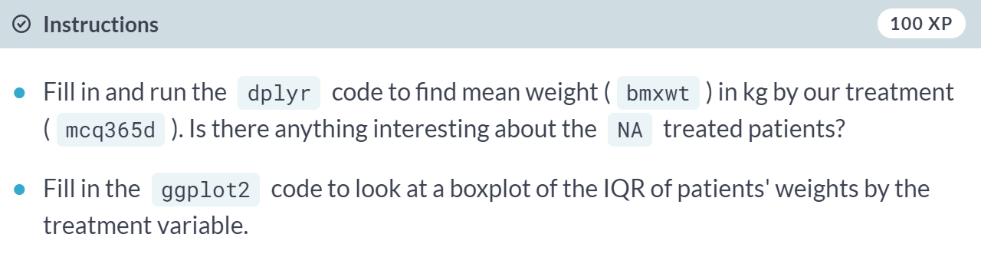 Instructions 100 XP
Fill in and run the dplyr code to find mean weight ( bmxwt ) in kg by our treatment
( mcq365d ). Is there anything interesting about the NA treated patients?
Fill in the ggplot2 code to look at a boxplot of the IQR of patients' weights by the
treatment variable.